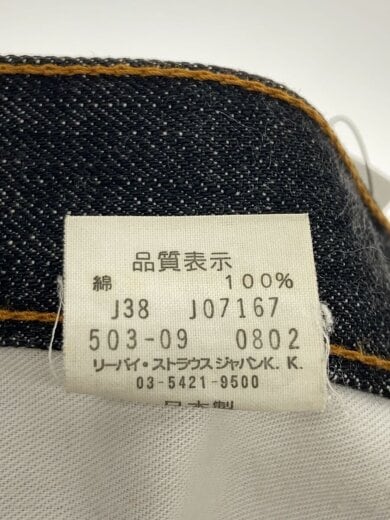 品質表示
綿 100%
J38 J07167
503-09 0802
リーバイ・ストラウス ジャパンK.K.
03-5421-9500
日本製